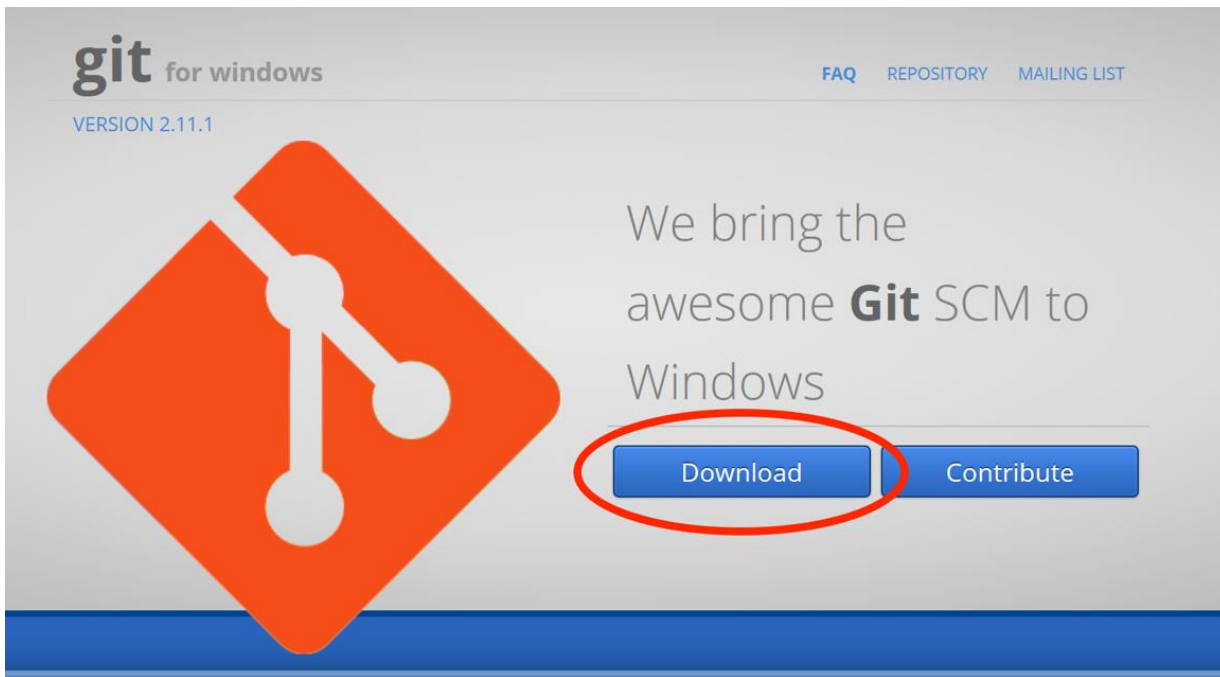 git for windows
FAQ REPOSITORY MAILING LIST
VERSION 2.11.1
We bring the
awesome Git SCM to
Windows
Download Contribute